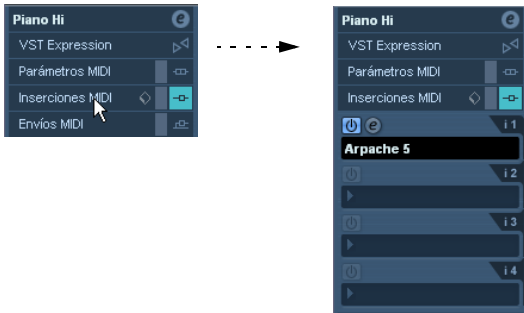 Piano Hi
VST Expression
Parámetros MIDI
Inserciones MIDI
Envíos MIDI
Piano Hi
VST Expression
Parámetros MIDI
Inserciones MIDI
i 1
Arpache 5
i 2
i 3
i 4